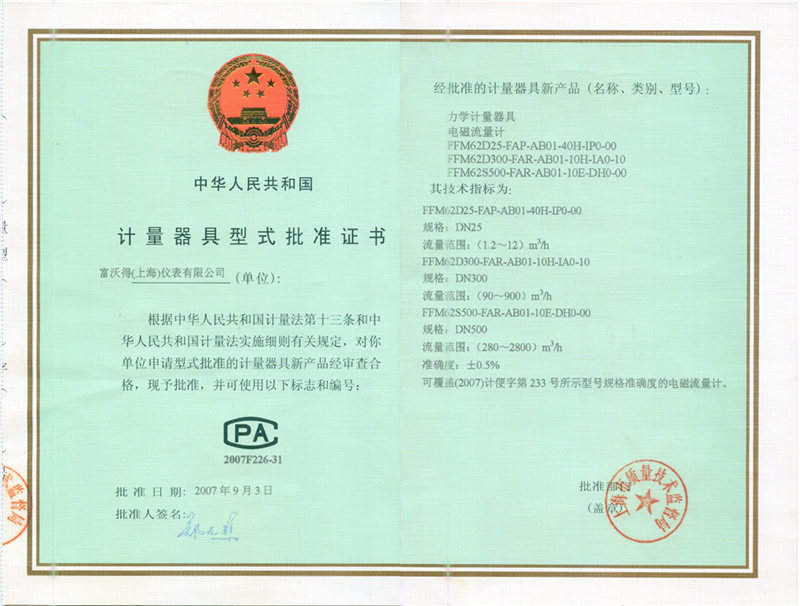 中华人民共和国
计量器具型式批准证书
富沃得(上海)仪表有限公司 (单位):
根据中华人民共和国计量法第十三条和中
华人民共和国计量法实施细则有关规定，对你
单位申请型式批准的计量器具新产品经审查合
格，现予批准，并可使用以下标志和编号:
PA
2007F226-31
批准日期: 2007年9月3日
批准人签名:
经批准的计量器具新产品（名称、类别、型号）:
力学计量器具
电磁流量计
FFM62D25-FAP-AB01-40H-IP0-00
FFM62D300-FAR-AB01-10H-IA0-10
FFM62S500-FAR-AB01-10E-DH0-00
其技术指标为:
FFM62D25-FAP-AB01-40H-IP0-00
规格: DN25
流量范围:（1.2～12）m³/h
FFM62D300-FAR-AB01-10H-IA0-10
规格: DN300
流量范围:（90～900）m³/h
FFM62S500-FAR-AB01-10E-DH0-00
规格: DN500
流量范围:（280～2800）m³/h
准确度: ±0.5%
可覆盖(2007)计便字第 233 号所示型号规格准确度的电磁流量计。
批准部门
(盖章)
上海市质量技术监督局